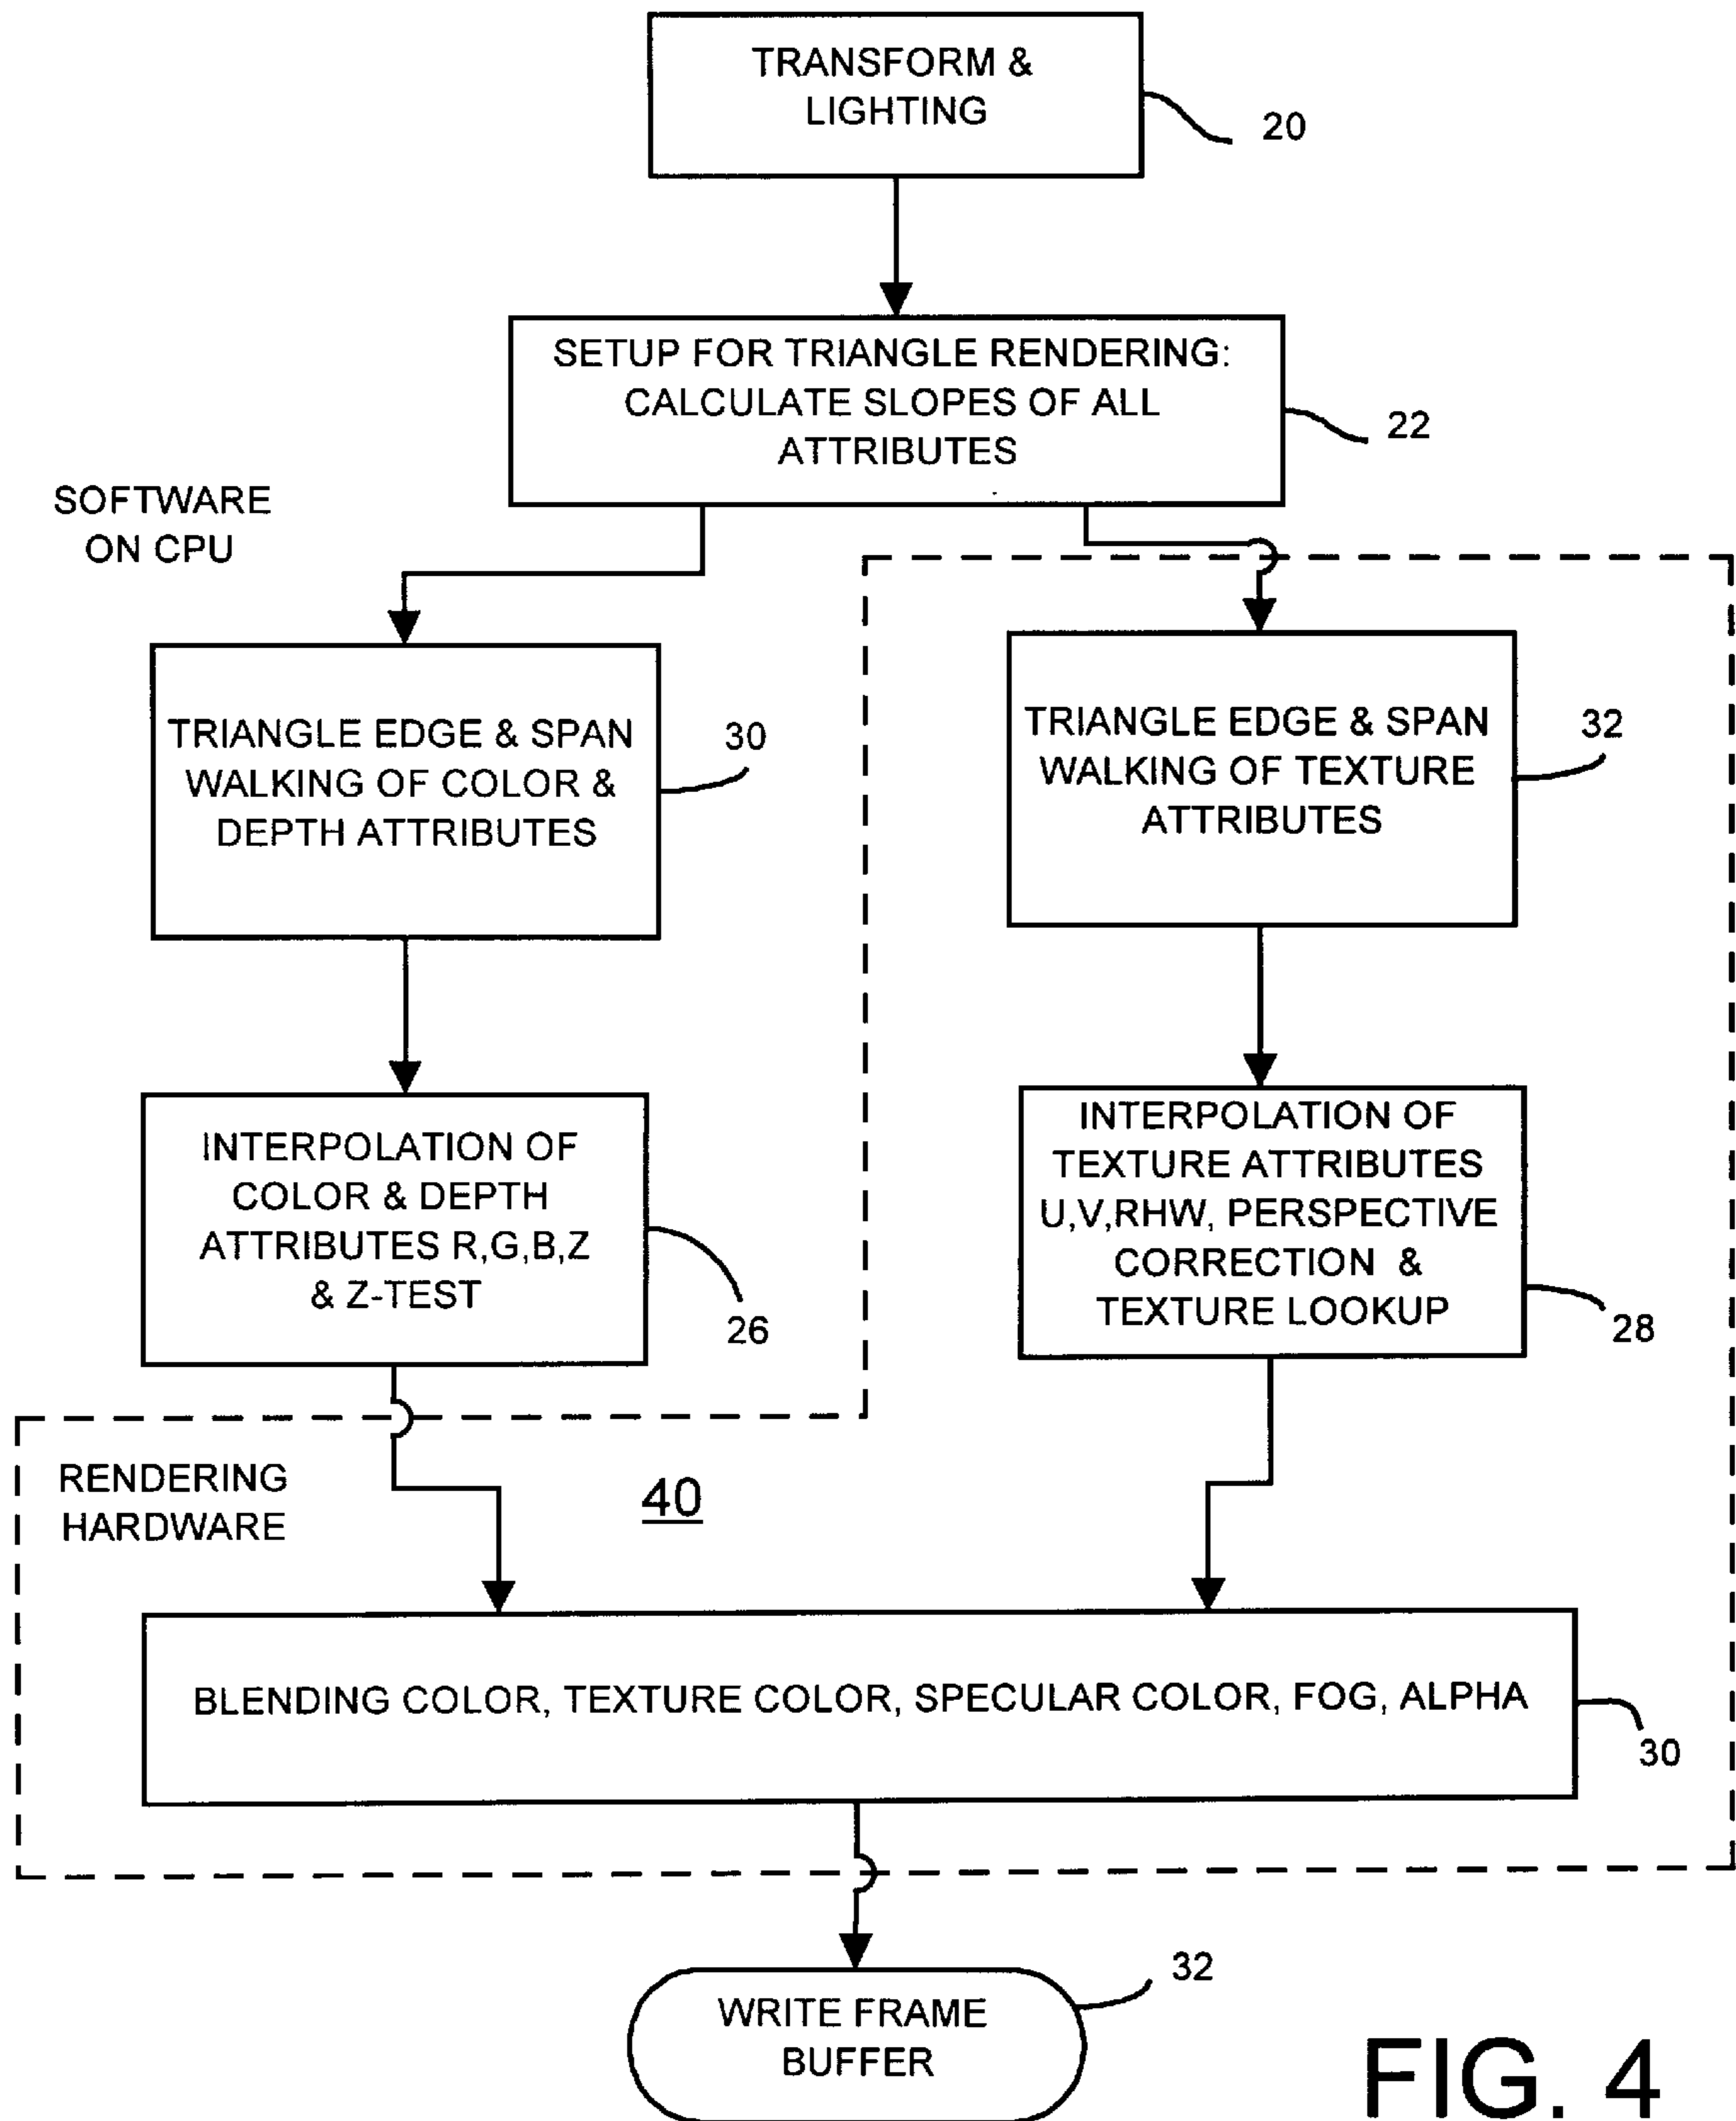 TRANSFORM &
LIGHTING
20
SETUP FOR TRIANGLE RENDERING:
CALCULATE SLOPES OF ALL
ATTRIBUTES
22
SOFTWARE
ON CPU
TRIANGLE EDGE & SPAN
WALKING OF COLOR &
DEPTH ATTRIBUTES
30
TRIANGLE EDGE & SPAN
WALKING OF TEXTURE
ATTRIBUTES
32
INTERPOLATION OF
COLOR & DEPTH
ATTRIBUTES R,G,B,Z
& Z-TEST
26
INTERPOLATION OF
TEXTURE ATTRIBUTES
U,V,RHW, PERSPECTIVE
CORRECTION &
TEXTURE LOOKUP
28
RENDERING
HARDWARE
40
BLENDING COLOR, TEXTURE COLOR, SPECULAR COLOR, FOG, ALPHA
30
WRITE FRAME
BUFFER
32
FIG. 4